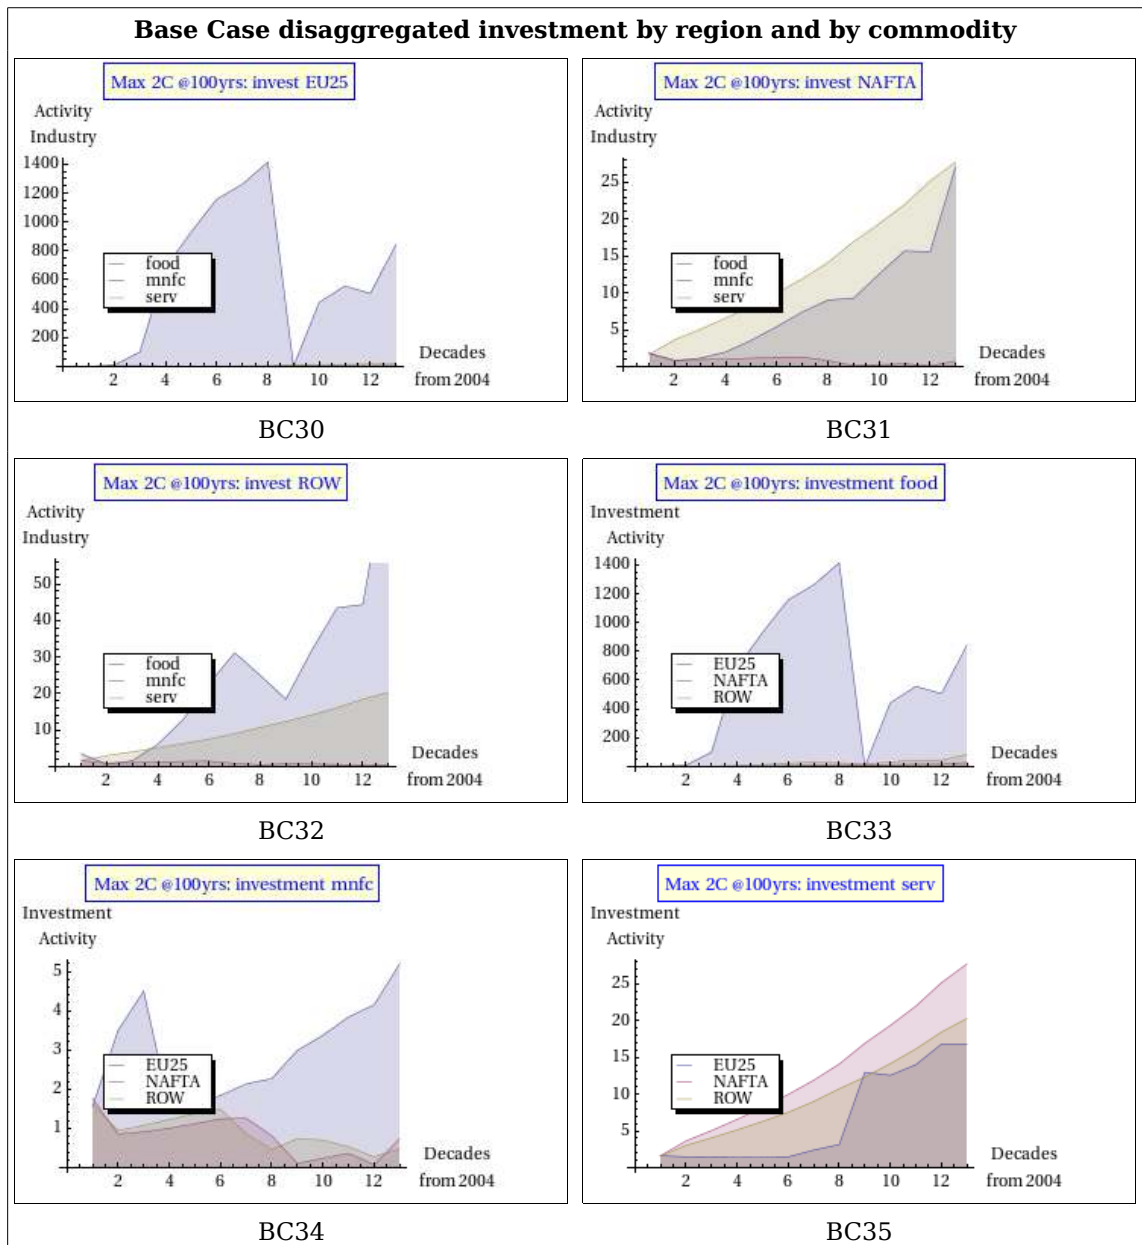 Base Case disaggregated investment by region and by commodity
Max 2C @100yrs: invest EU25
Activity
Industry
1400
1200
1000
800
600
400
200
food
mnfc
serv
2 4 6 8 10 12
Decades
from 2004
BC30
Max 2C @100yrs: invest NAFTA
Activity
Industry
25
20
15
10
5
food
mnfc
serv
2 4 6 8 10 12
Decades
from 2004
BC31
Max 2C @100yrs: invest ROW
Activity
Industry
50
40
30
20
10
food
mnfc
serv
2 4 6 8 10 12
Decades
from 2004
BC32
Max 2C @100yrs: investment food
Investment
Activity
1400
1200
1000
800
600
400
200
EU25
NAFTA
ROW
2 4 6 8 10 12
Decades
from 2004
BC33
Max 2C @100yrs: investment mnfc
Investment
Activity
5
4
3
2
1
EU25
NAFTA
ROW
2 4 6 8 10 12
Decades
from 2004
BC34
Max 2C @100yrs: investment serv
Investment
Activity
25
20
15
10
5
EU25
NAFTA
ROW
2 4 6 8 10 12
Decades
from 2004
BC35